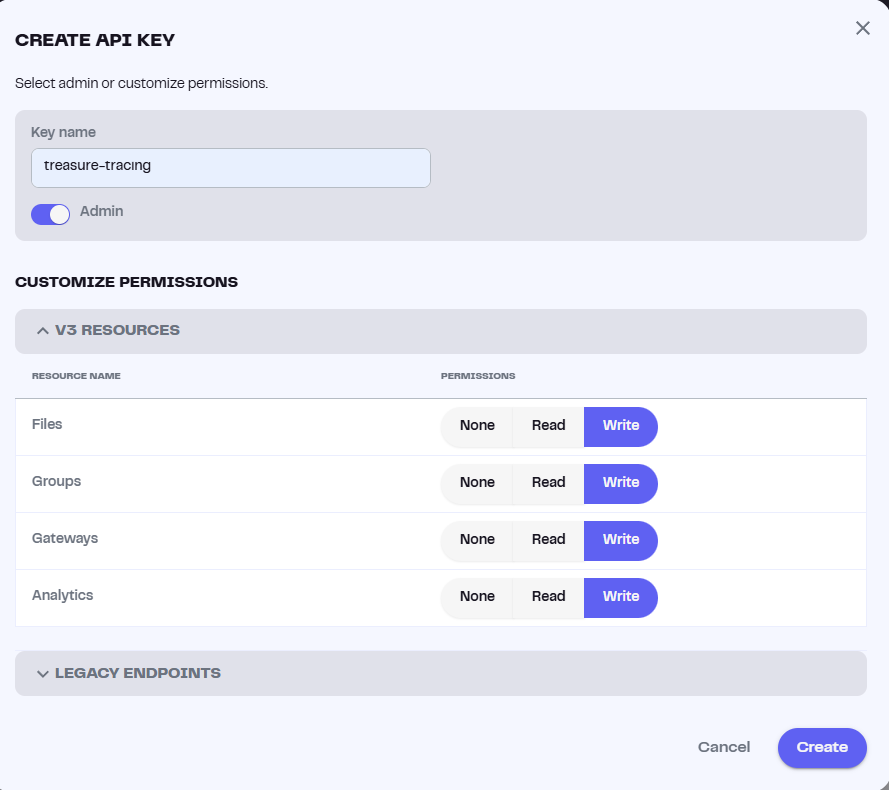 CREATE API KEY
Select admin or customize permissions.
Key name
treasure-tracing
Admin
CUSTOMIZE PERMISSIONS
V3 RESOURCES
RESOURCE NAME PERMISSIONS
Files None Read Write
Groups None Read Write
Gateways None Read Write
Analytics None Read Write
LEGACY ENDPOINTS
Cancel Create